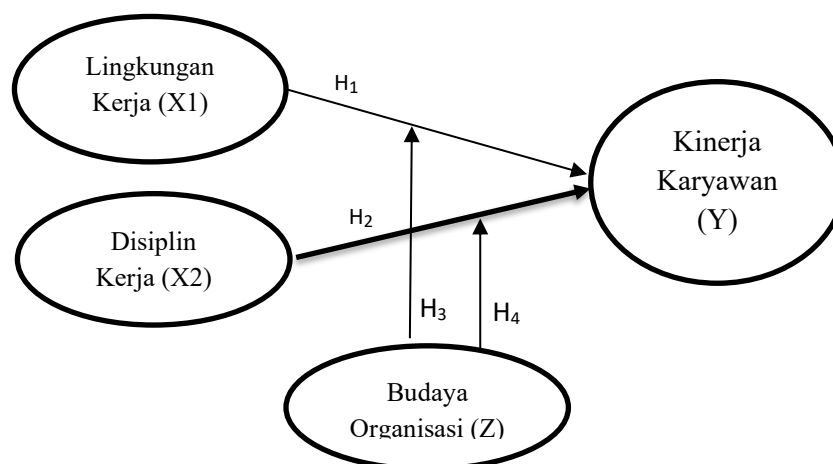 Lingkungan
Kerja (X1)
H₁
Kinerja
Karyawan
(Y)
H₂
Disiplin
Kerja (X2)
H₃
H₄
Budaya
Organisasi (Z)